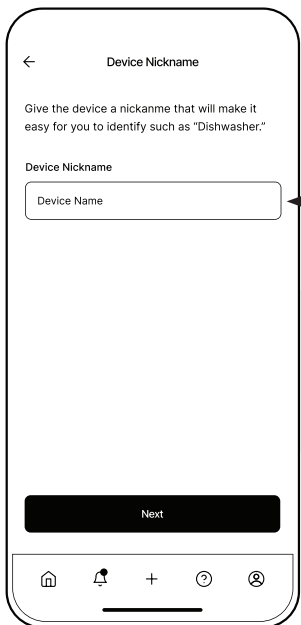 Device Nickname
Give the device a nickanme that will make it
easy for you to identify such as “Dishwasher.”
Device Nickname
Device Name
Next